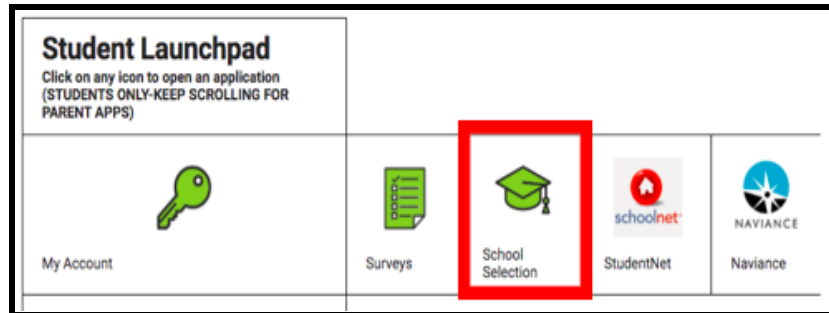 Student Launchpad
Click on any icon to open an application
(STUDENTS ONLY-KEEP SCROLLING FOR
PARENT APPS)
schoolnet
NAVIANCE
My Account
Surveys
School
Selection
StudentNet
Naviance